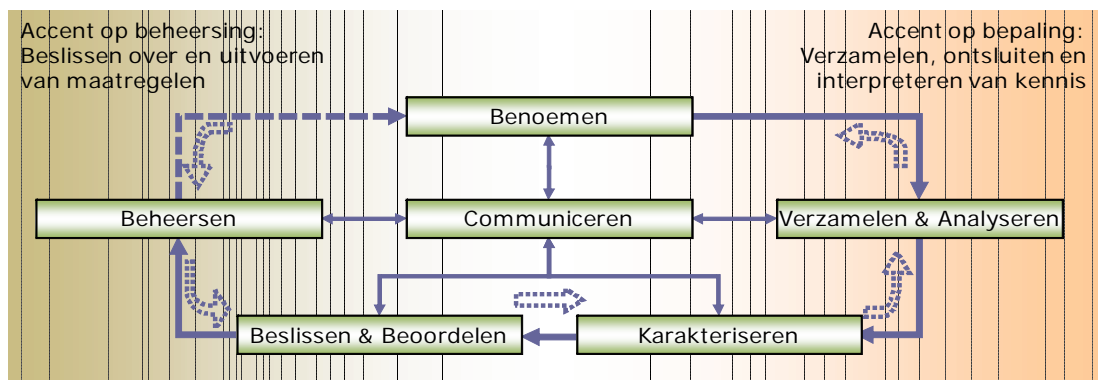 Accent op beheersing:
Beslissen over en uitvoeren
van maatregelen
Accent op bepaling:
Verzamelen, ontsluiten en
interpreteren van kennis
Benoemen
Beheersen
Communiceren
Verzamelen & Analyseren
Beslissen & Beoordelen
Karakteriseren